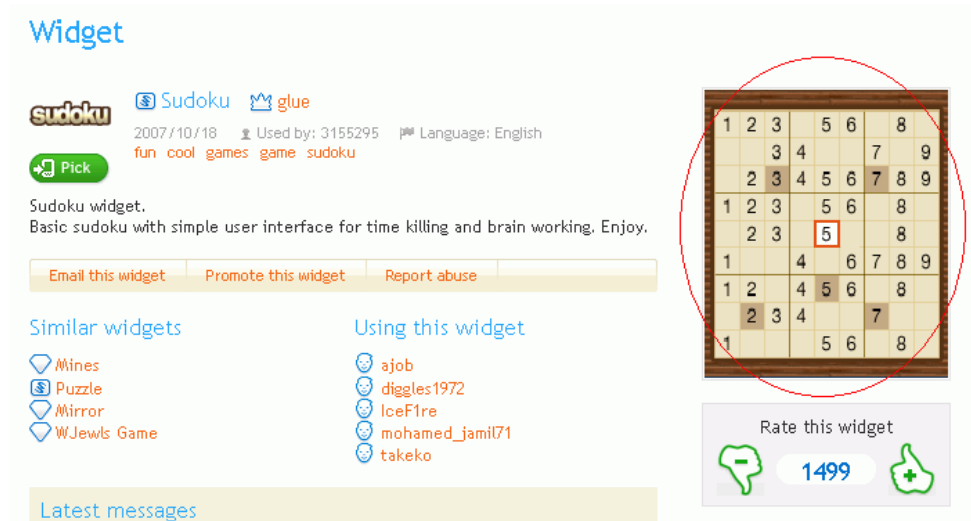 Widget
sudoku
Sudoku glue
2007/10/18 Used by: 3155295 Language: English
fun cool games game sudoku
Pick
Sudoku widget.
Basic sudoku with simple user interface for time killing and brain working. Enjoy.
Email this widget Promote this widget Report abuse
Similar widgets
Mines
Puzzle
Mirror
WJewls Game
Using this widget
ajob
diggles1972
IceF1re
mohamed_jamil71
takeko
Latest messages
1 2 3 5 6 8
3 4 7 9
2 3 4 5 6 7 8 9
1 2 3 5 6 8
2 3 5 8
1 4 6 7 8 9
1 2 4 5 6 8
2 3 4 7
1 5 6 8
Rate this widget
- 1499 +